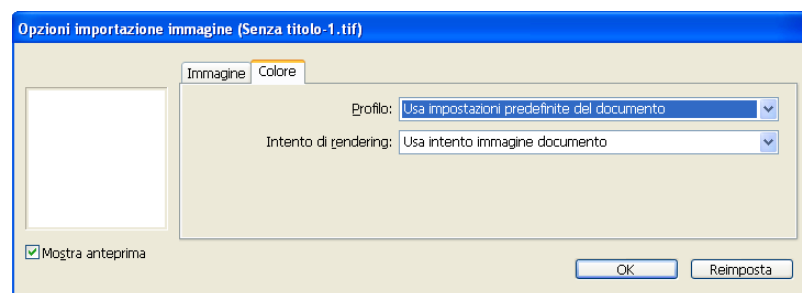 Opzioni importazione immagine (Senza titolo-1.tif)
Immagine Colore
Profilo: Usa impostazioni predefinite del documento
Intento di rendering: Usa intento immagine documento
Mostra anteprima
OK Reimposta